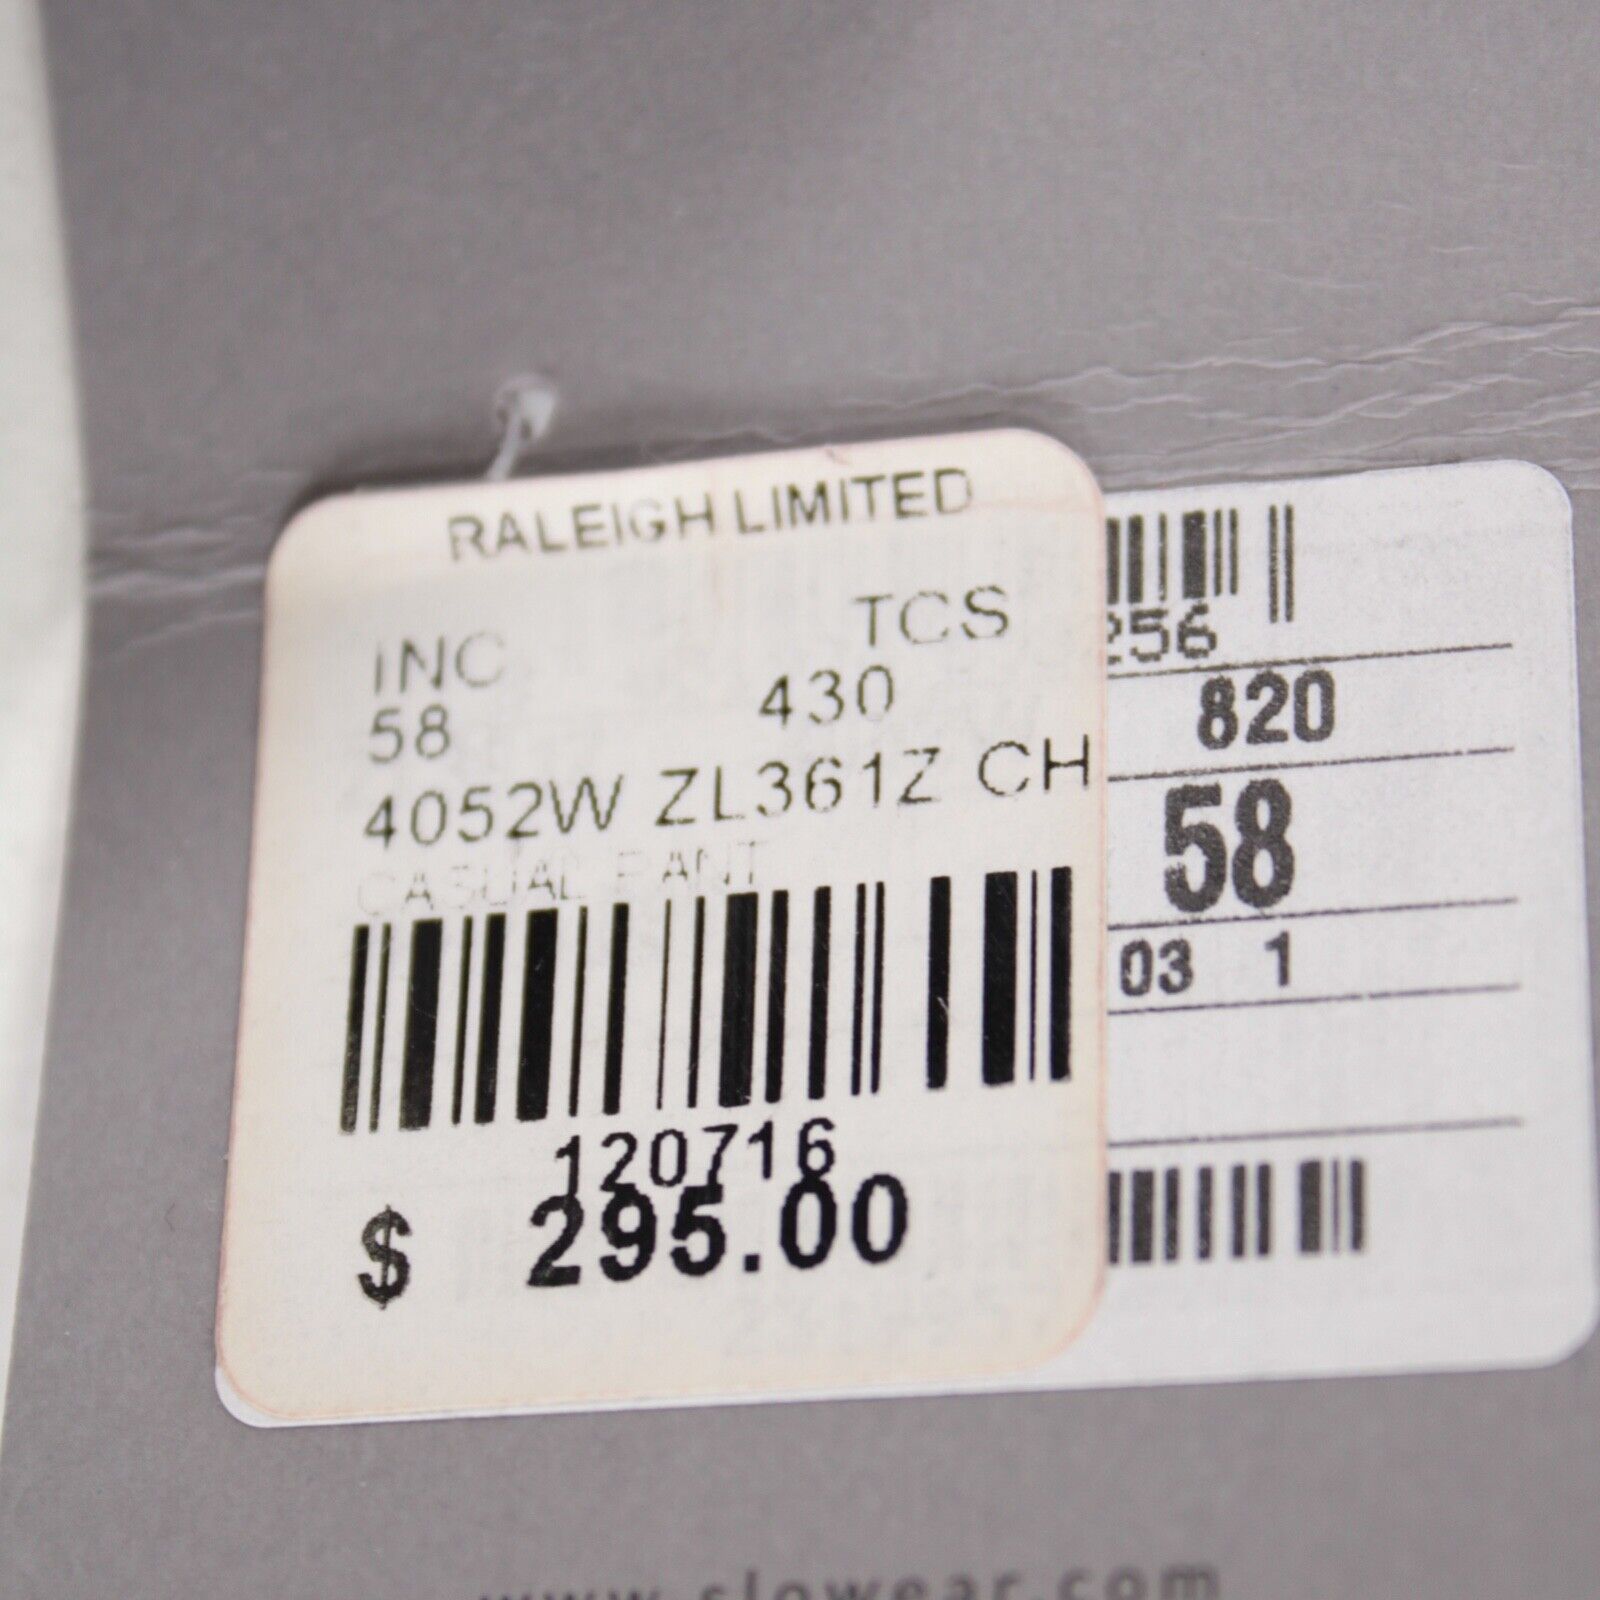 RALEIGH LIMITED
INC TCS
58 430
4052W ZL361Z CH
CASUAL PANT
120716
$ 295.00
256
820
58
03 1
www.slowear.com